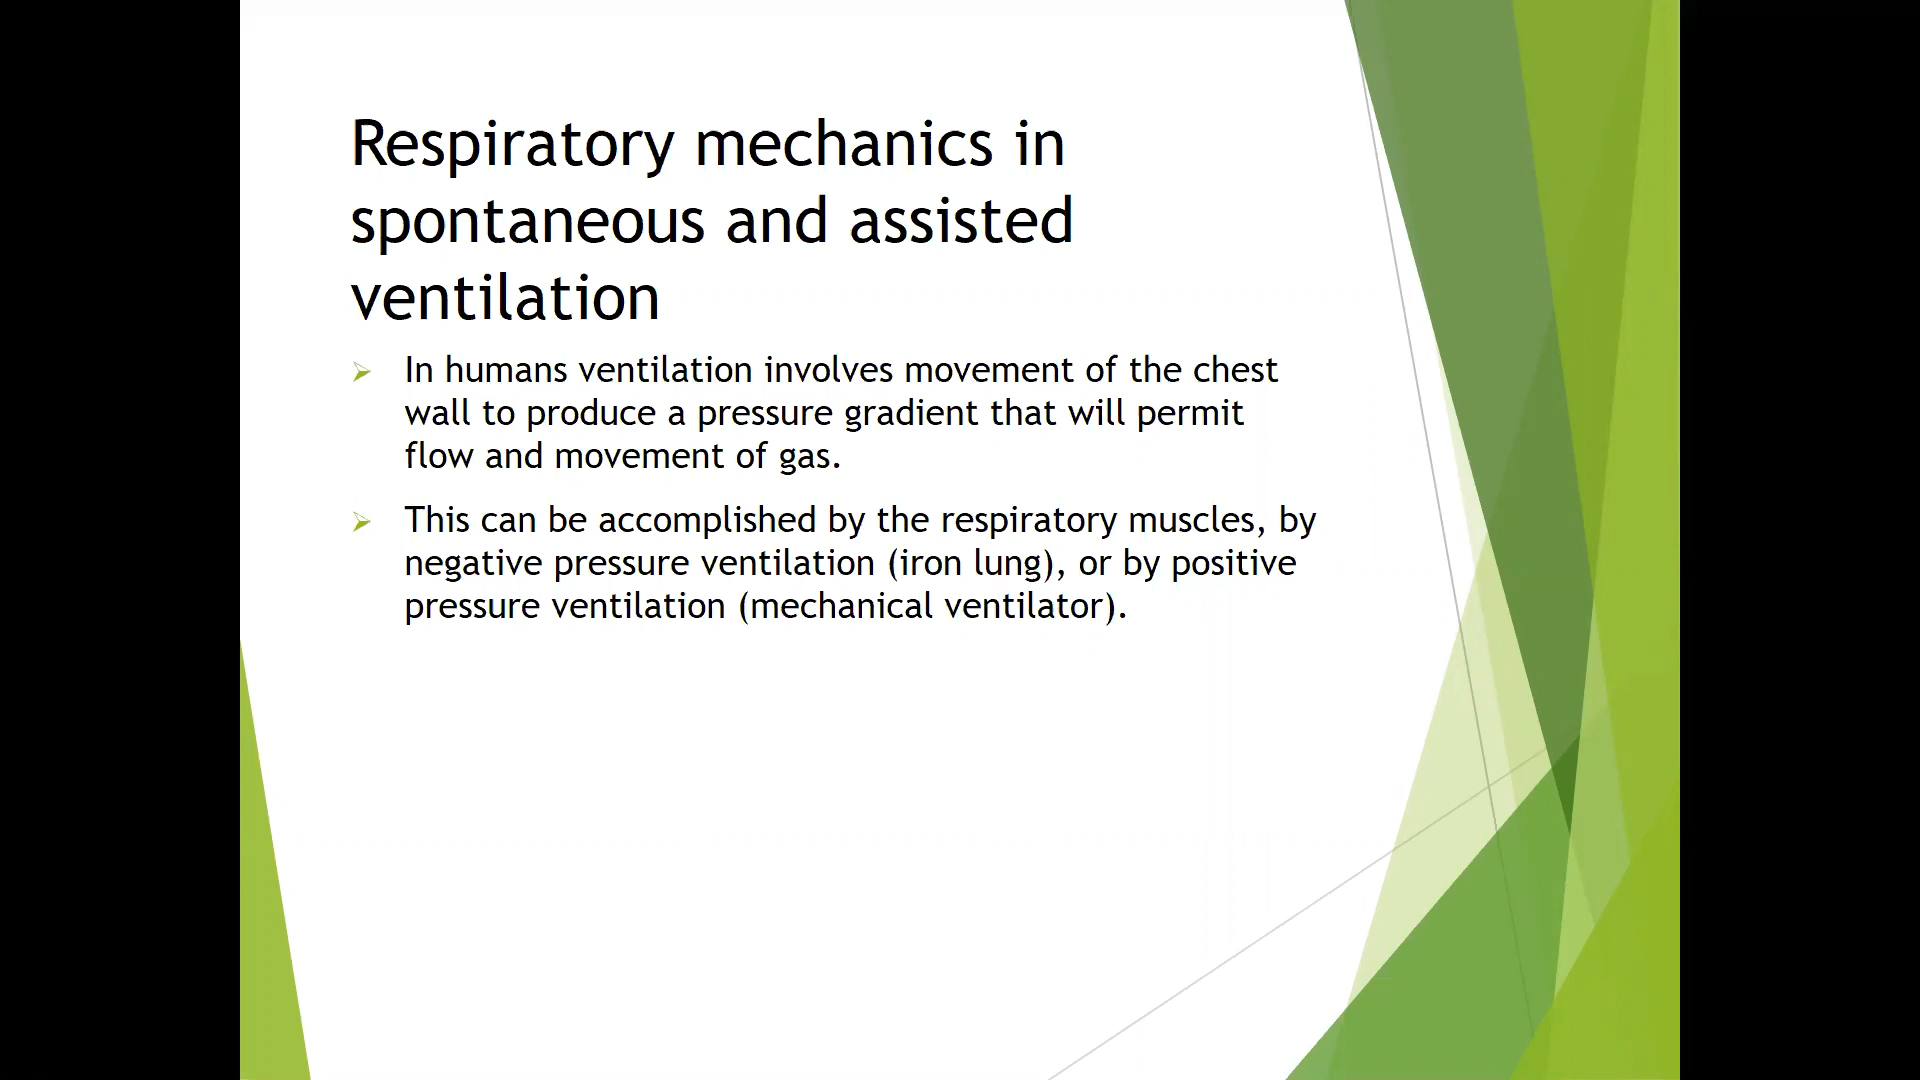 Respiratory mechanics in
spontaneous and assisted
ventilation
In humans ventilation involves movement of the chest
wall to produce a pressure gradient that will permit
flow and movement of gas.
This can be accomplished by the respiratory muscles, by
negative pressure ventilation (iron lung), or by positive
pressure ventilation (mechanical ventilator).